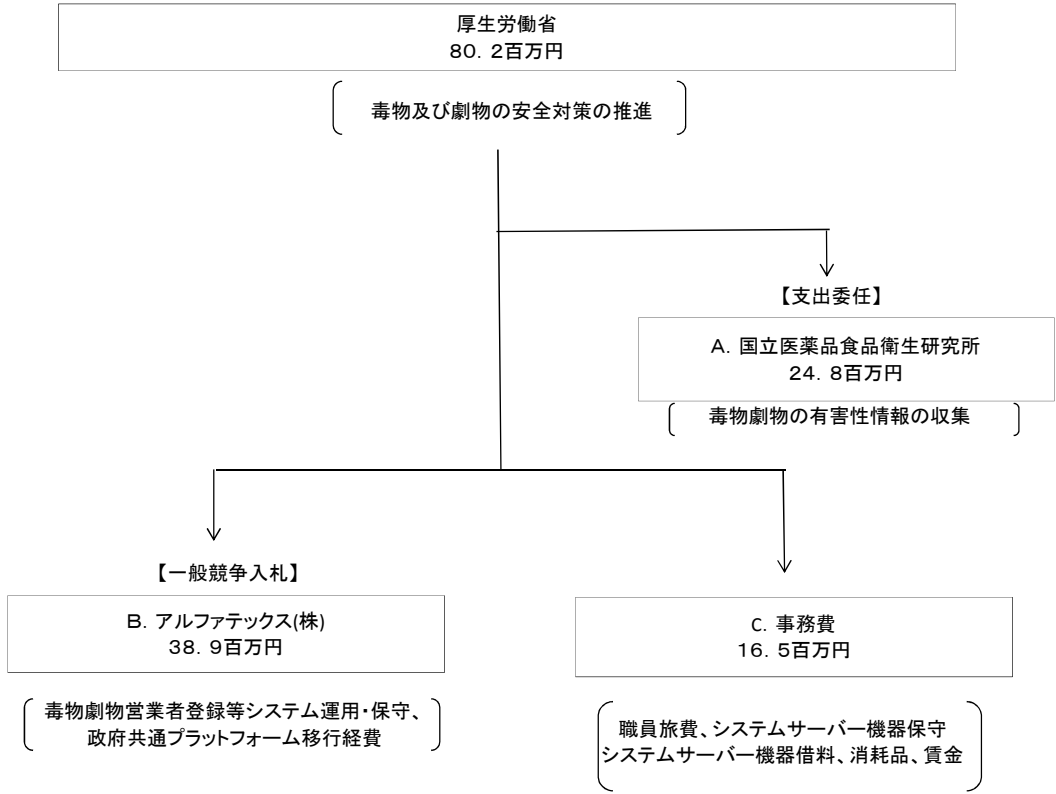 厚生労働省
８０．２百万円
毒物及び劇物の安全対策の推進
【支出委任】
Ａ．国立医薬品食品衛生研究所
２４．８百万円
毒物劇物の有害性情報の収集
【一般競争入札】
Ｂ．アルファテックス(株)
３８．９百万円
毒物劇物営業者登録等システム運用・保守、
政府共通プラットフォーム移行経費
C．事務費
１６．５百万円
職員旅費、システムサーバー機器保守
システムサーバー機器借料、消耗品、賃金